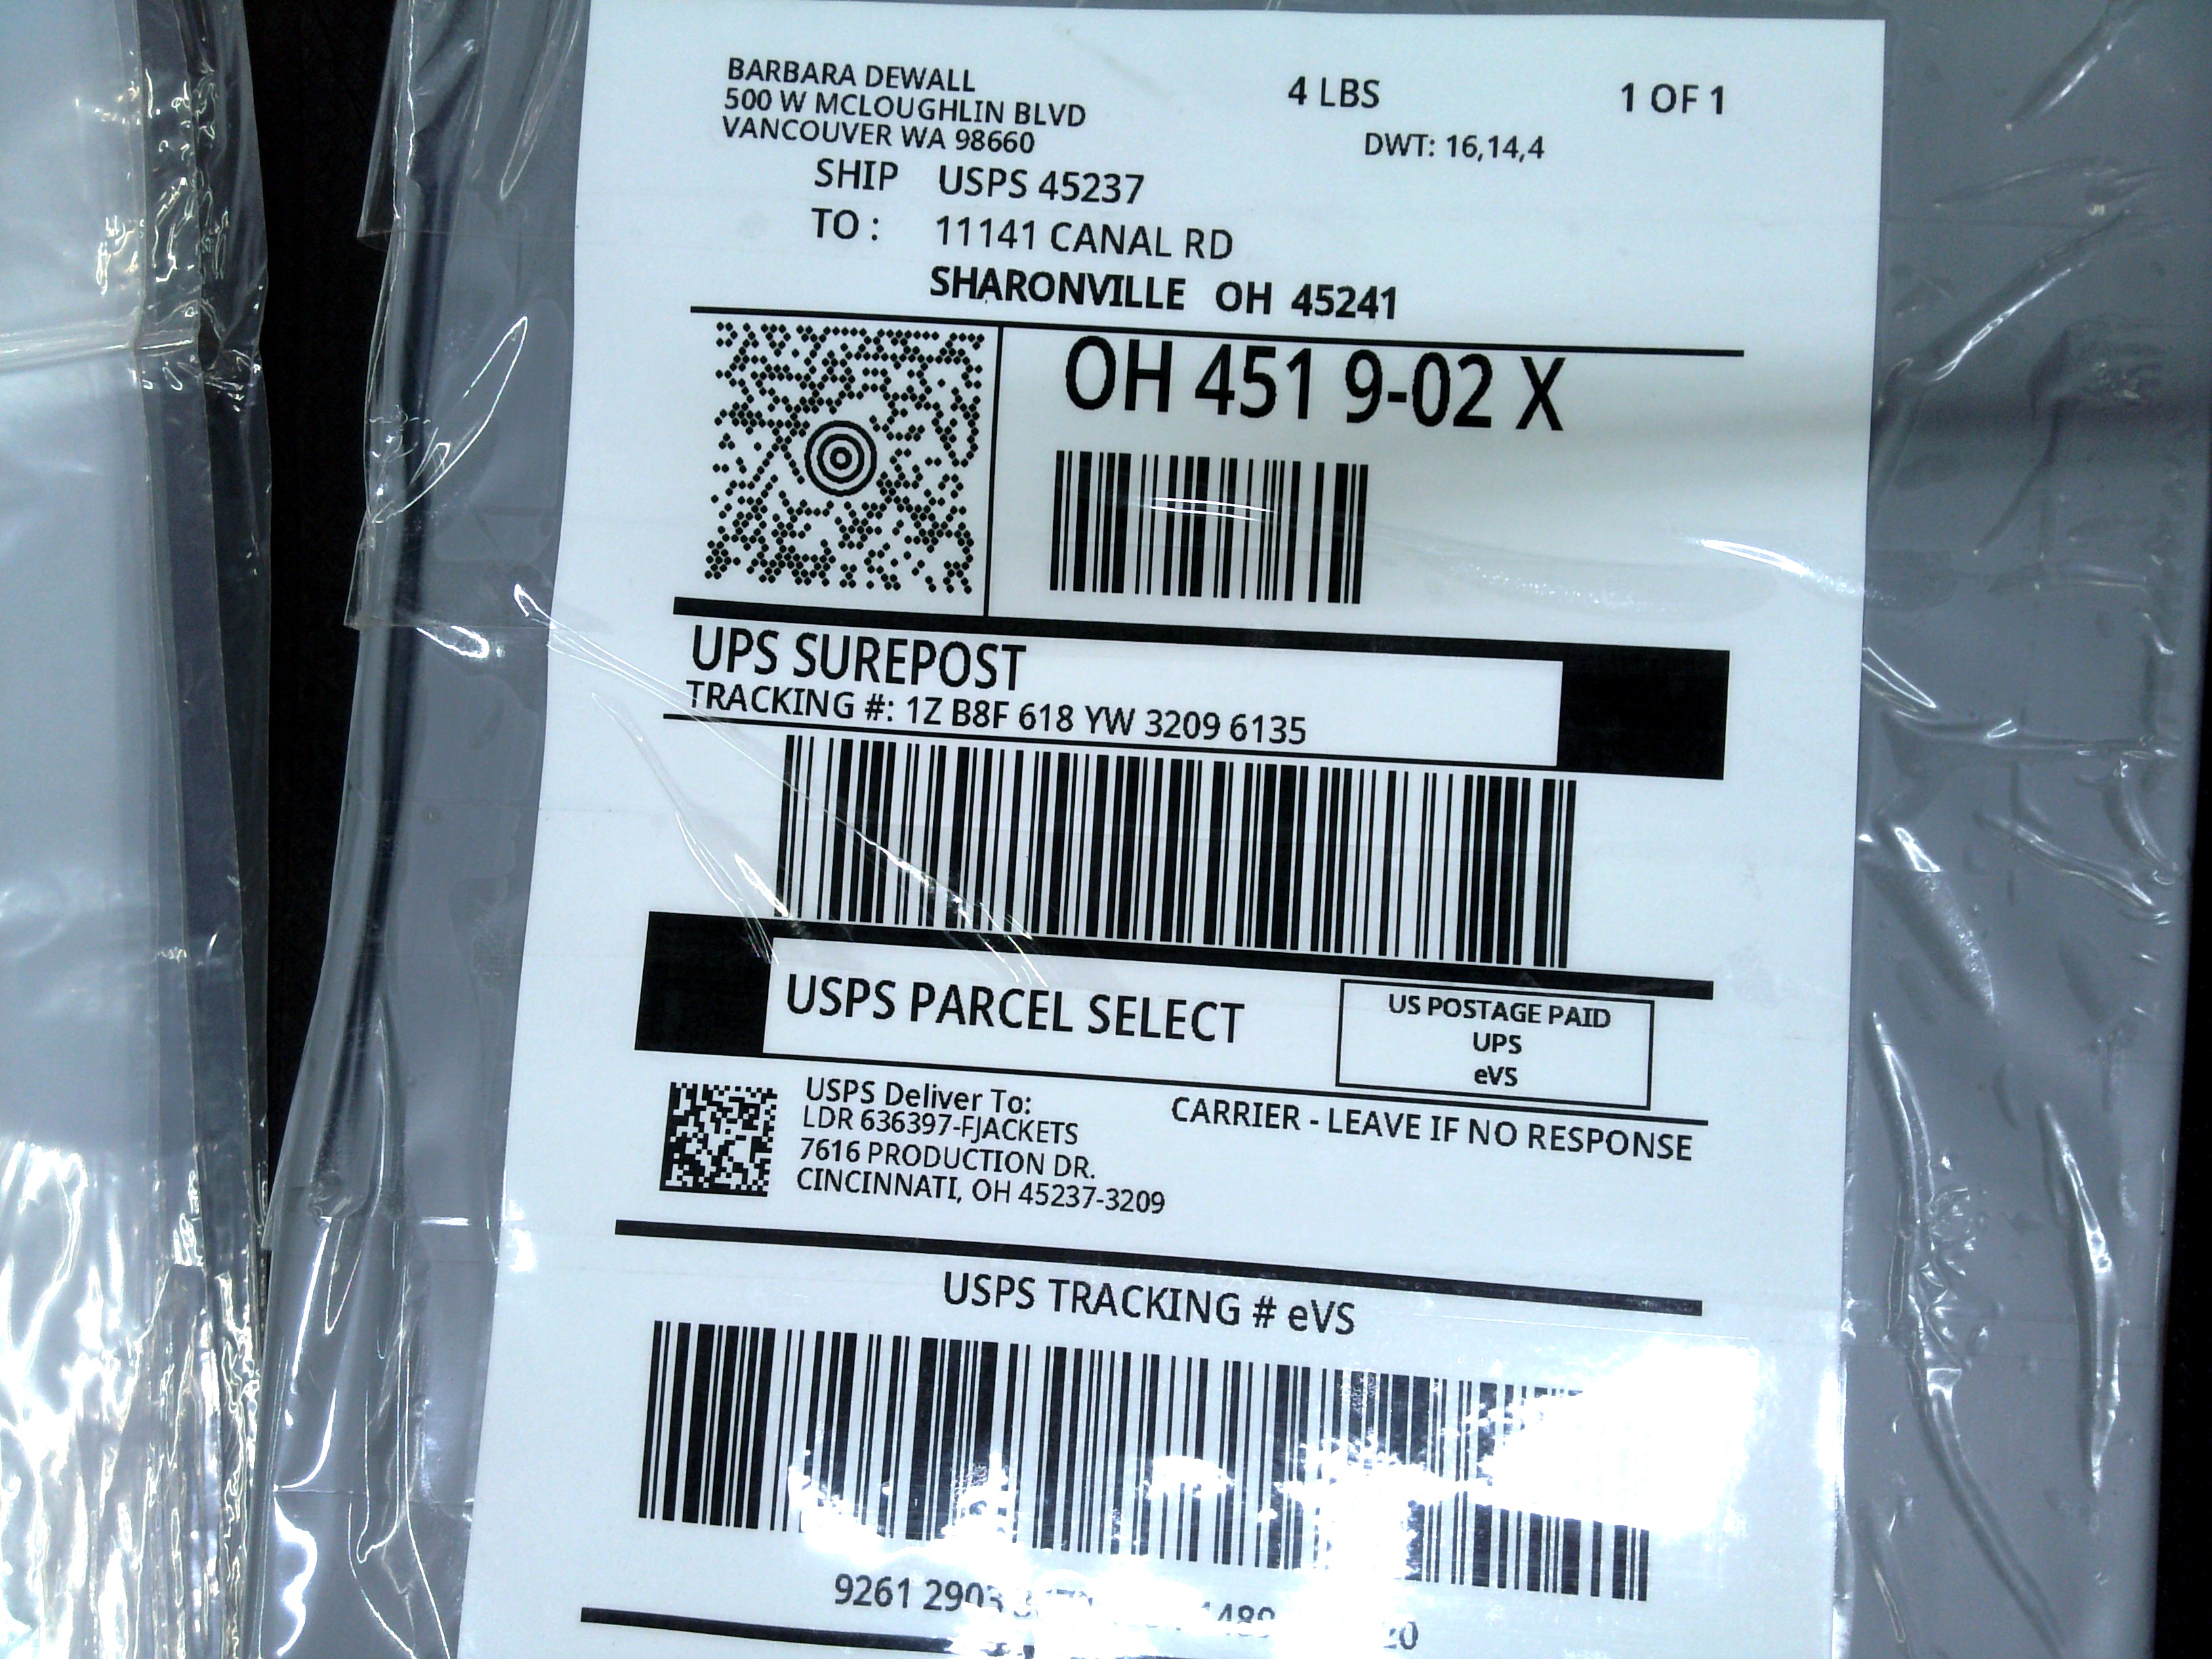 BARBARA DEWALL
500 W MCLOUGHLIN BLVD
VANCOUVER WA 98660
4 LBS
1 OF 1
DWT: 16,14,4
SHIP TO :
USPS 45237
11141 CANAL RD
SHARONVILLE OH 45241
OH 451 9-02 X
UPS SUREPOST
TRACKING #: 1Z B8F 618 YW 3209 6135
USPS PARCEL SELECT
US POSTAGE PAID
UPS
eVS
USPS Deliver To:
LDR 636397-FJACKETS
7616 PRODUCTION DR.
CINCINNATI, OH 45237-3209
CARRIER - LEAVE IF NO RESPONSE
USPS TRACKING # eVS
9261 2903